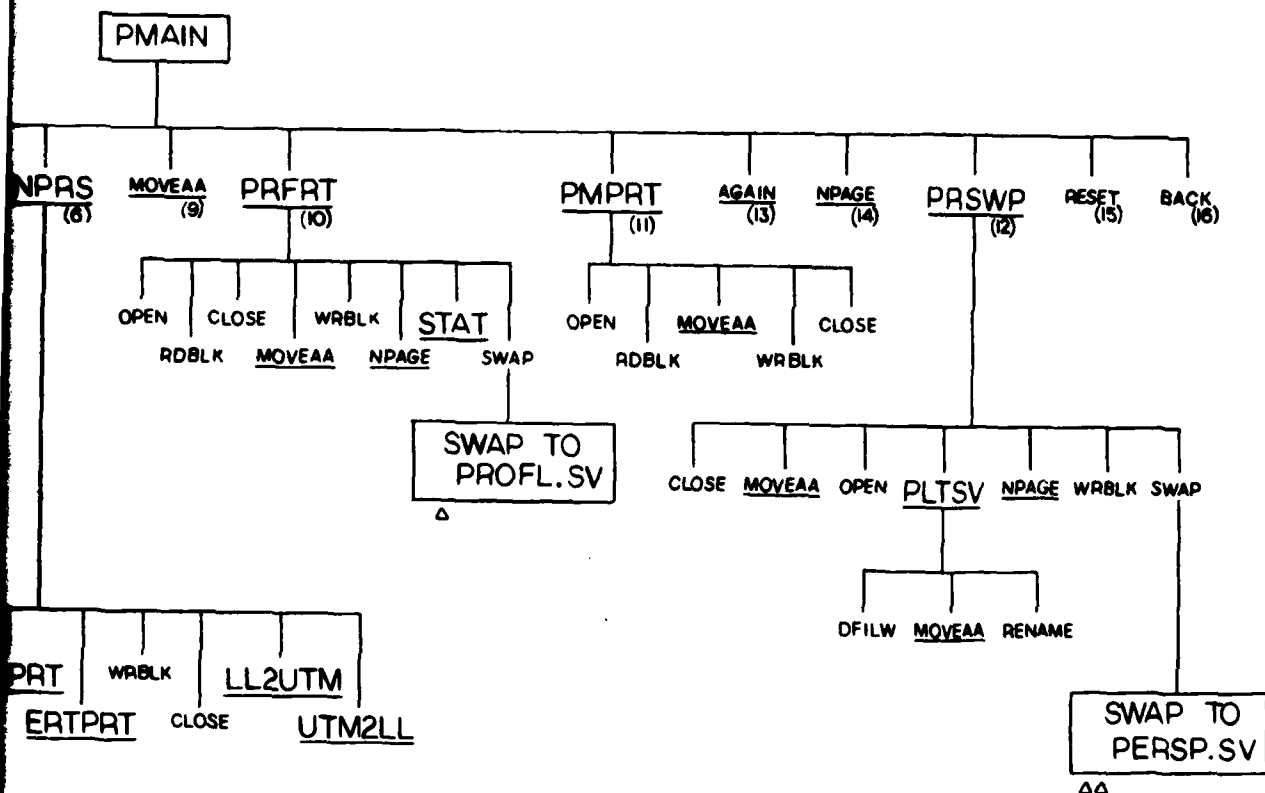 PMAIN
NPRS MOVEAA PRFRT PMPRT AGAIN NPAGE PRSWP RESET BACK
(6) (9) (10) (11) (13) (14) (12) (15) (16)
OPEN CLOSE WRBLK STAT OPEN MOVEAA CLOSE
RDBLK MOVEAA NPAGE SWAP RDBLK WRBLK
SWAP TO
PROFL.SV
Δ
CLOSE MOVEAA OPEN PLTSV NPAGE WRBLK SWAP
DFILW MOVEAA RENAME
PRT WRBLK LL2UTM
ERTPRT CLOSE UTM2LL
SWAP TO
PERSP.SV
ΔΔ